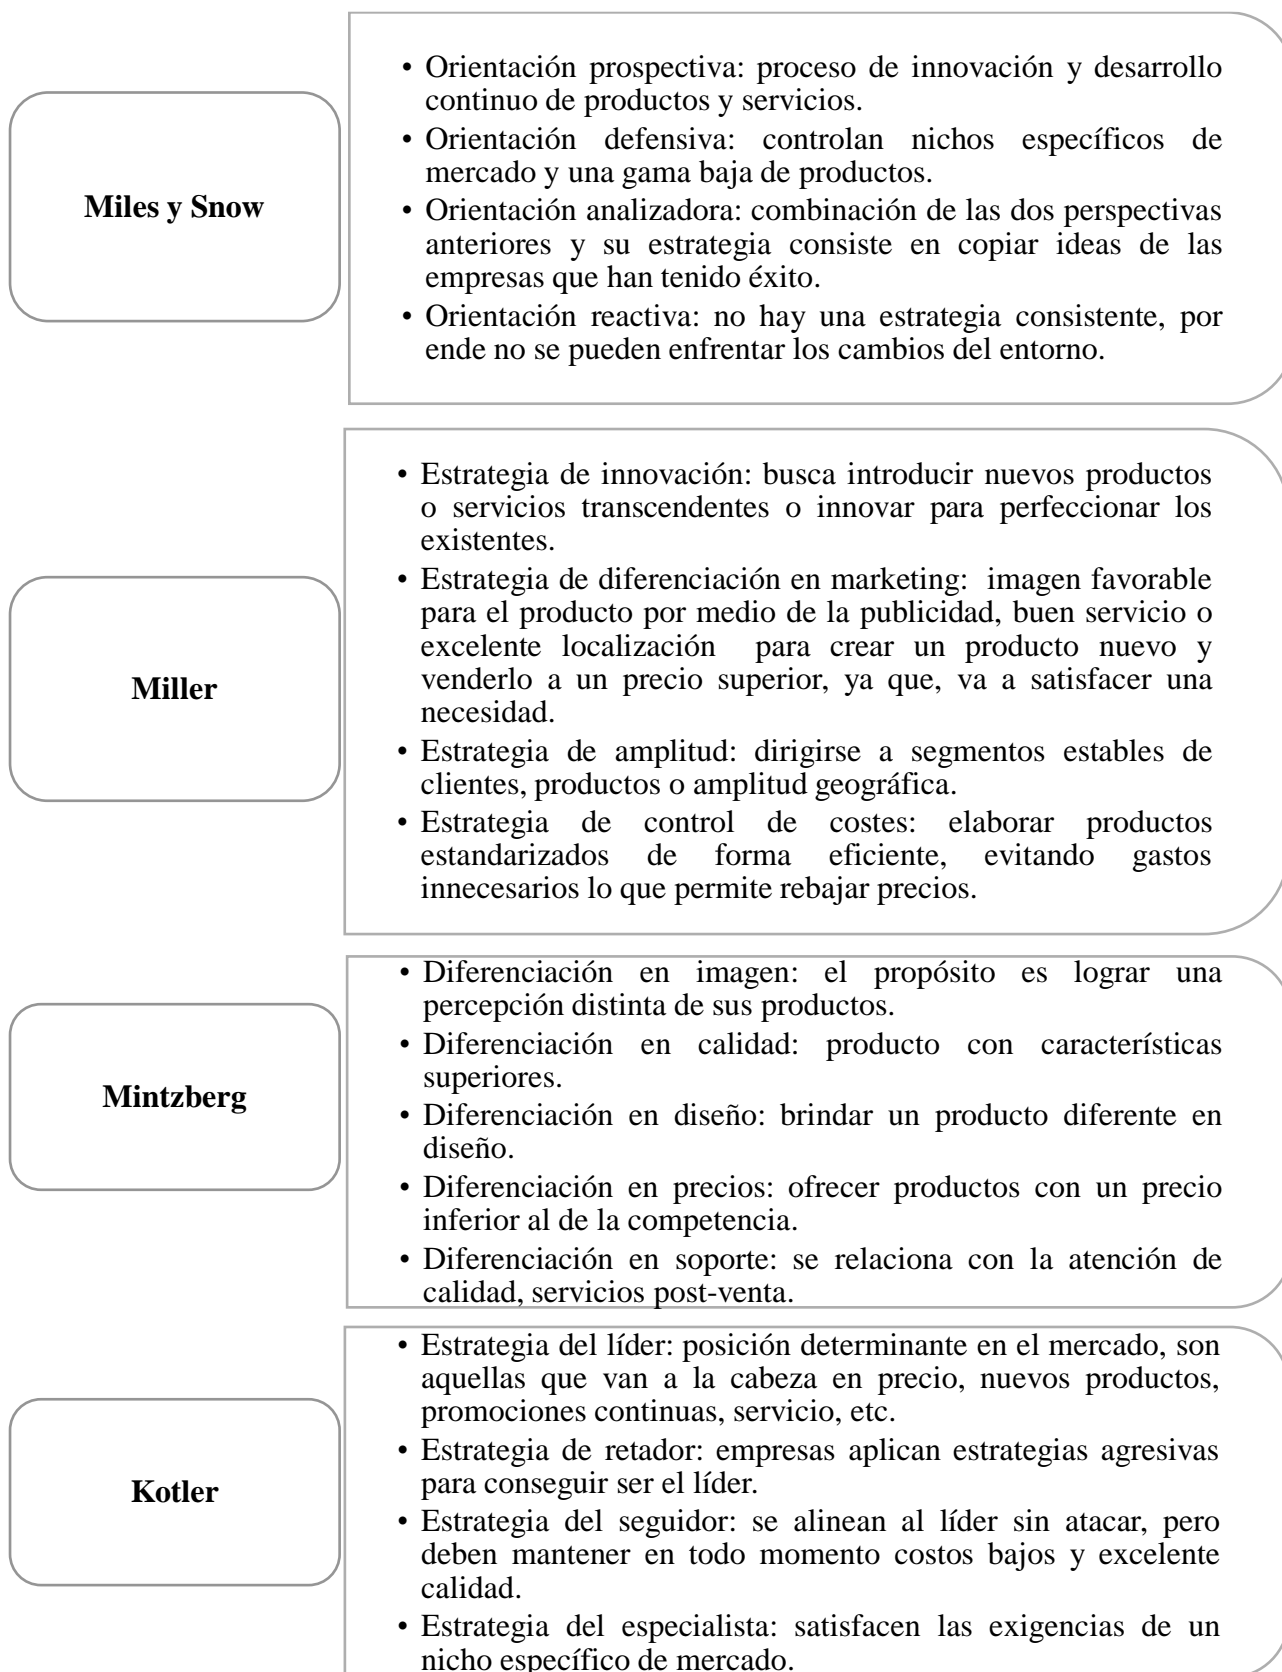 Miles y Snow
• Orientación prospectiva: proceso de innovación y desarrollo
continuo de productos y servicios.
• Orientación defensiva: controlan nichos específicos de
mercado y una gama baja de productos.
• Orientación analizadora: combinación de las dos perspectivas
anteriores y su estrategia consiste en copiar ideas de las
empresas que han tenido éxito.
• Orientación reactiva: no hay una estrategia consistente, por
ende no se pueden enfrentar los cambios del entorno.
Miller
• Estrategia de innovación: busca introducir nuevos productos
o servicios transcendentes o innovar para perfeccionar los
existentes.
• Estrategia de diferenciación en marketing: imagen favorable
para el producto por medio de la publicidad, buen servicio o
excelente localización para crear un producto nuevo y
venderlo a un precio superior, ya que, va a satisfacer una
necesidad.
• Estrategia de amplitud: dirigirse a segmentos estables de
clientes, productos o amplitud geográfica.
• Estrategia de control de costes: elaborar productos
estandarizados de forma eficiente, evitando gastos
innecesarios lo que permite rebajar precios.
Mintzberg
• Diferenciación en imagen: el propósito es lograr una
percepción distinta de sus productos.
• Diferenciación en calidad: producto con características
superiores.
• Diferenciación en diseño: brindar un producto diferente en
diseño.
• Diferenciación en precios: ofrecer productos con un precio
inferior al de la competencia.
• Diferenciación en soporte: se relaciona con la atención de
calidad, servicios post-venta.
Kotler
• Estrategia del líder: posición determinante en el mercado, son
aquellas que van a la cabeza en precio, nuevos productos,
promociones continuas, servicio, etc.
• Estrategia de retador: empresas aplican estrategias agresivas
para conseguir ser el líder.
• Estrategia del seguidor: se alinean al líder sin atacar, pero
deben mantener en todo momento costos bajos y excelente
calidad.
• Estrategia del especialista: satisfacen las exigencias de un
nicho específico de mercado.